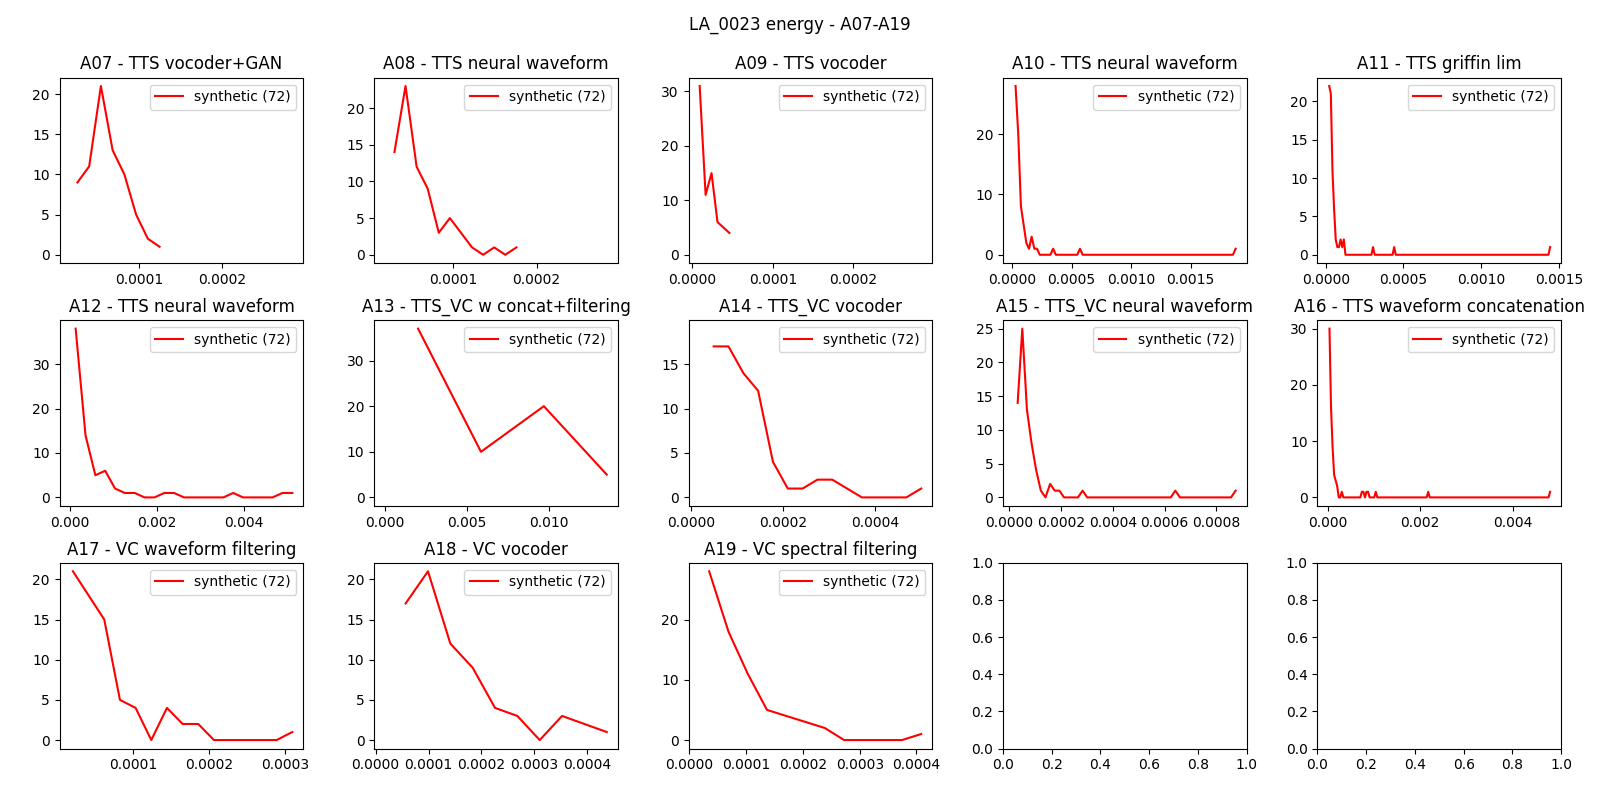 LA_0023 energy - A07-A19
A07 - TTS vocoder+GAN
synthetic (72)
20
15
10
5
0
0.0001 0.0002
A08 - TTS neural waveform
synthetic (72)
20
15
10
5
0
0.0001 0.0002
A09 - TTS vocoder
synthetic (72)
30
20
10
0
0.0000 0.0001 0.0002
A10 - TTS neural waveform
synthetic (72)
20
10
0
0.0000 0.0005 0.0010 0.0015
A11 - TTS griffin lim
synthetic (72)
20
15
10
5
0
0.0000 0.0005 0.0010 0.0015
A12 - TTS neural waveform
synthetic (72)
30
20
10
0
0.000 0.002 0.004
A13 - TTS_VC w concat+filtering
synthetic (72)
30
20
10
0
0.000 0.005 0.010
A14 - TTS_VC vocoder
synthetic (72)
15
10
5
0
0.0000 0.0002 0.0004
A15 - TTS_VC neural waveform
synthetic (72)
25
20
15
10
5
0
0.0000 0.0002 0.0004 0.0006 0.0008
A16 - TTS waveform concatenation
synthetic (72)
30
20
10
0
0.000 0.002 0.004
A17 - VC waveform filtering
synthetic (72)
20
15
10
5
0
0.0001 0.0002 0.0003
A18 - VC vocoder
synthetic (72)
20
15
10
5
0
0.0000 0.0001 0.0002 0.0003 0.0004
A19 - VC spectral filtering
synthetic (72)
20
10
0
0.0000 0.0001 0.0002 0.0003 0.0004
1.0
0.8
0.6
0.4
0.2
0.0
0.0 0.2 0.4 0.6 0.8 1.0
1.0
0.8
0.6
0.4
0.2
0.0
0.0 0.2 0.4 0.6 0.8 1.0